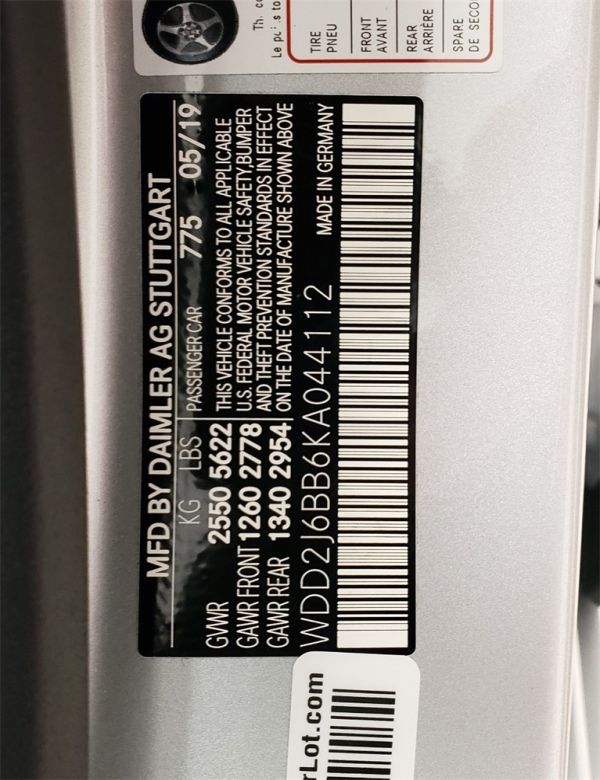 MFD BY DAIMLER AG STUTTGART
KG LBS PASSENGER CAR 775 05/19
GVWR 2550 5622
GAWR FRONT 1260 2778
GAWR REAR 1340 2954
THIS VEHICLE CONFORMS TO ALL APPLICABLE
U.S. FEDERAL MOTOR VEHICLE SAFETY,BUMPER
AND THEFT PREVENTION STANDARDS IN EFFECT
ON THE DATE OF MANUFACTURE SHOWN ABOVE
WDD2J6BB6KA044112 MADE IN GERMANY
TIRE
PNEU
FRONT
AVANT
REAR
ARRIÈRE
SPARE
DE SECO
rLot.com